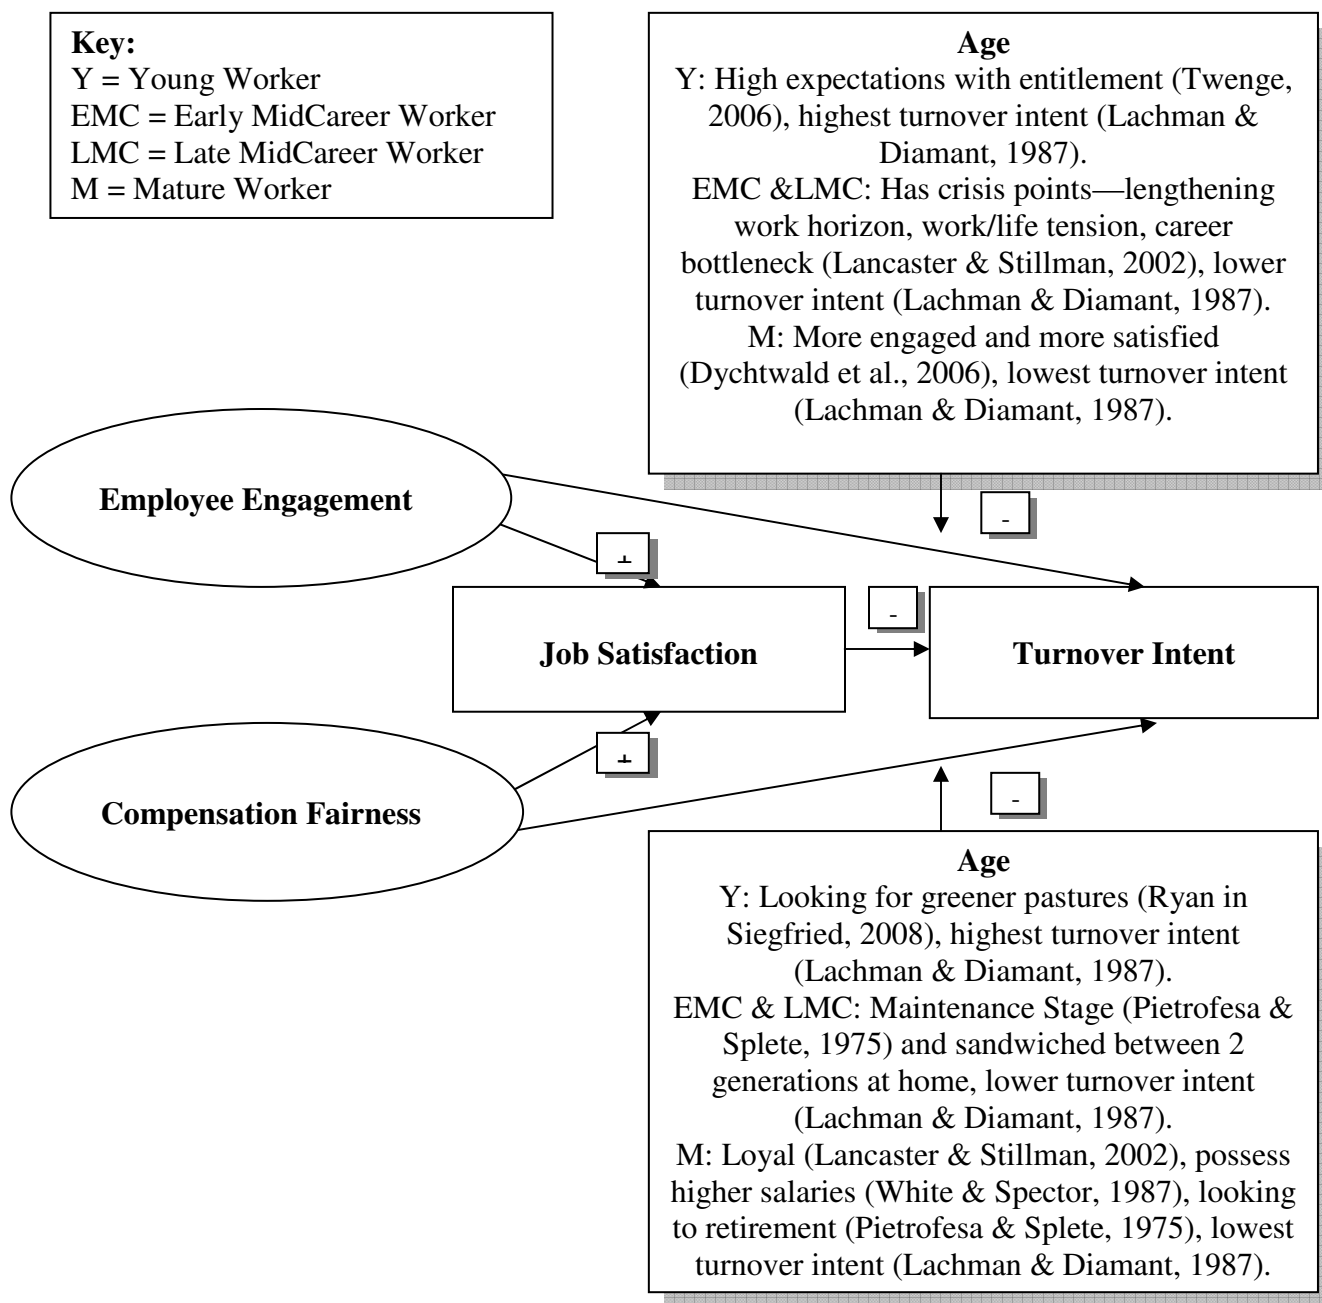 Key:
Y = Young Worker
EMC = Early MidCareer Worker
LMC = Late MidCareer Worker
M = Mature Worker
Age
Y: High expectations with entitlement (Twenge,
2006), highest turnover intent (Lachman &
Diamant, 1987).
EMC &LMC: Has crisis points—lengthening
work horizon, work/life tension, career
bottleneck (Lancaster & Stillman, 2002), lower
turnover intent (Lachman & Diamant, 1987).
M: More engaged and more satisfied
(Dychtwald et al., 2006), lowest turnover intent
(Lachman & Diamant, 1987).
Employee Engagement
-
+
-
Job Satisfaction
Turnover Intent
+
-
Compensation Fairness
Age
Y: Looking for greener pastures (Ryan in
Siegfried, 2008), highest turnover intent
(Lachman & Diamant, 1987).
EMC & LMC: Maintenance Stage (Pietrofesa &
Splete, 1975) and sandwiched between 2
generations at home, lower turnover intent
(Lachman & Diamant, 1987).
M: Loyal (Lancaster & Stillman, 2002), possess
higher salaries (White & Spector, 1987), looking
to retirement (Pietrofesa & Splete, 1975), lowest
turnover intent (Lachman & Diamant, 1987).